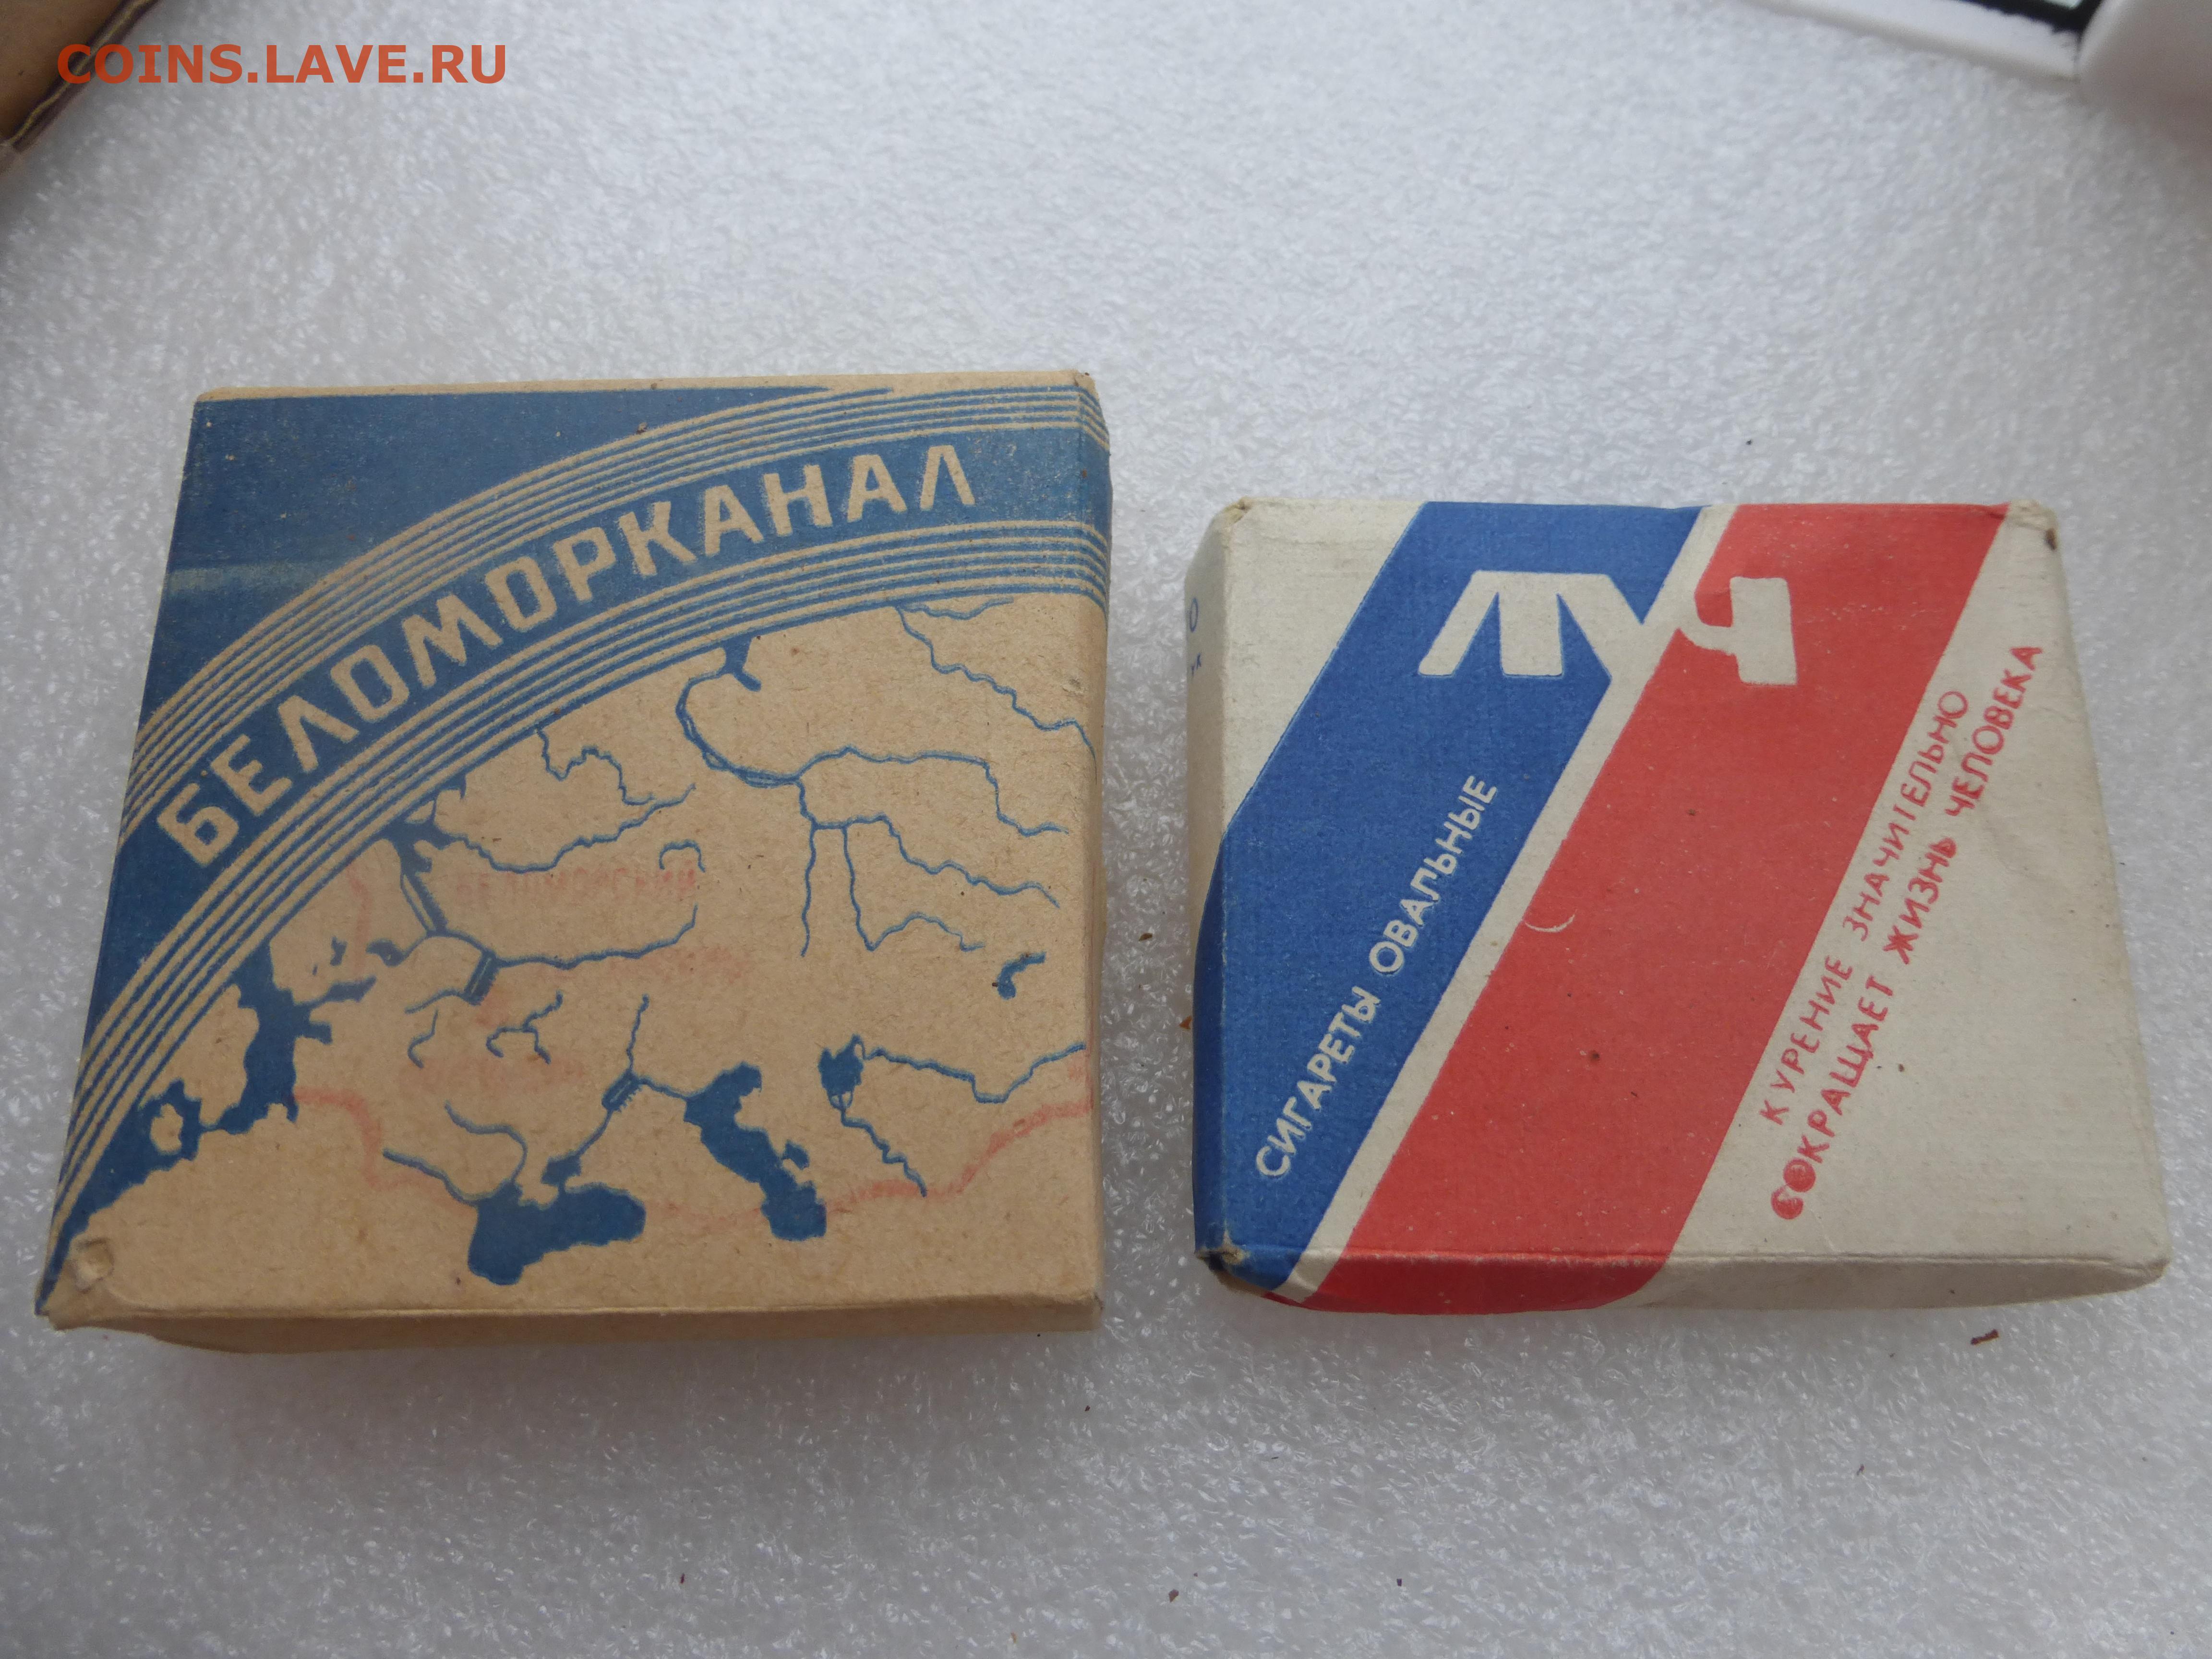 COINS.LAVE.RU
БЕЛОМОРКАНАЛ
ЛУЧ
СИГАРЕТЫ ОВАЛЬНЫЕ
КУРЕНИЕ ЗНАЧИТЕЛЬНО
СОКРАЩАЕТ ЖИЗНЬ ЧЕЛОВЕКА